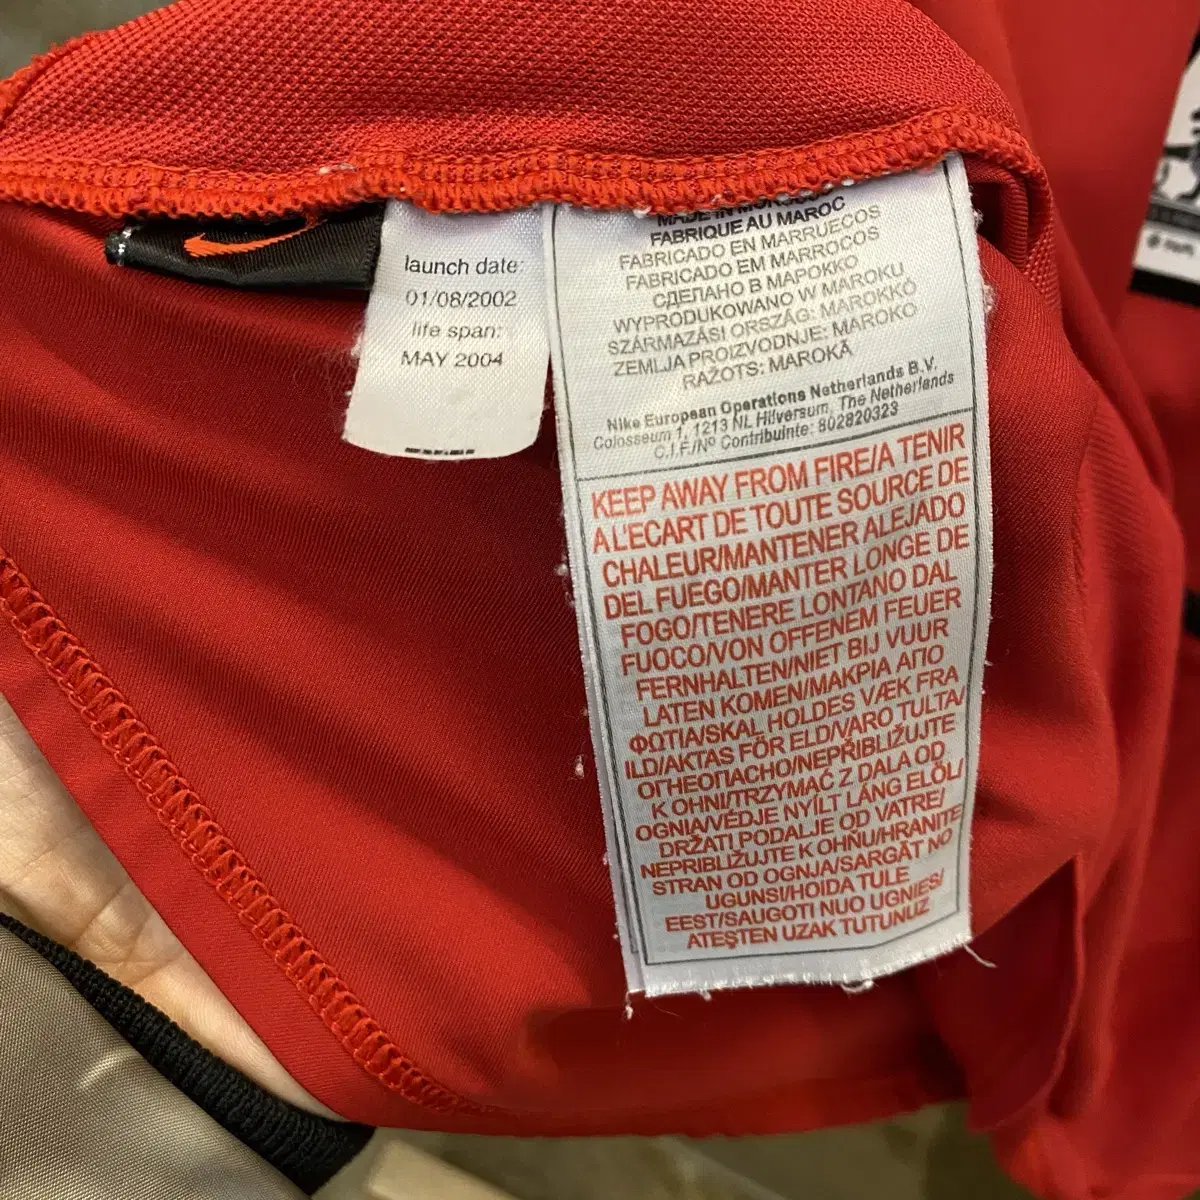 launch date:
01/08/2002
life span:
MAY 2004
MADE IN
FABRIQUE AU MAROC
FABRICADO EN MARRUECOS
FABRICADO EM MARROCOS
СДЕЛАНО В МАРОККО
WYPRODUKOWANO W MAROKU
SZÁRMAZÁSI ORSZÁG: MAROKKÓ
ZEMLJA PROIZVODNJE: MAROKO
RAŽOTS: MAROKĀ
Nike European Operations Netherlands B.V.
Colosseum 1, 1213 NL Hilversum, The Netherlands
C.I.F./Nº Contribuinte: 802820323
KEEP AWAY FROM FIRE/A TENIR
A L'ECART DE TOUTE SOURCE DE
CHALEUR/MANTENER ALEJADO
DEL FUEGO/MANTER LONGE DE
FOGO/TENERE LONTANO DAL
FUOCO/VON OFFENEM FEUER
FERNHALTEN/NIET BIJ VUUR
LATEN KOMEN/ΜΑΚΡΙΑ ΑΠΟ
ΦΩΤΙΑ/SKAL HOLDES VÆK FRA
ILD/AKTAS FÖR ELD/VARO TULTA/
ОГНЕОПАСНО/NEPŘIBLIŽUJTE
K OHNI/TRZYMAĆ Z DALA OD
OGNIA/VÉDJE NYÍLT LÁNG ELŐL/
DRŽATI PODALJE OD VATRE/
NEPRIBLIŽUJTE K OHŇU/HRANITE
STRAN OD OGNJA/SARGĀT NO
UGUNS/HOIDA TULE
EEST/SAUGOTI NUO UGNIES/
ATEŞTEN UZAK TUTUNUZ